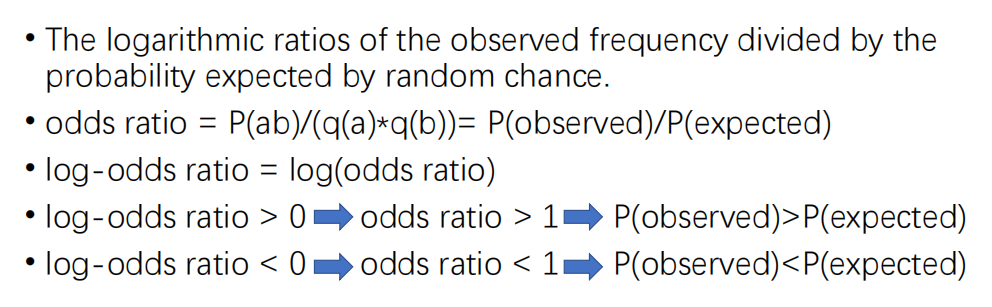 • The logarithmic ratios of the observed frequency divided by the
probability expected by random chance.
• odds ratio = P(ab)/(q(a)*q(b))= P(observed)/P(expected)
• log-odds ratio = log(odds ratio)
• log-odds ratio > 0 odds ratio > 1 P(observed)>P(expected)
• log-odds ratio < 0 odds ratio < 1 P(observed)<P(expected)